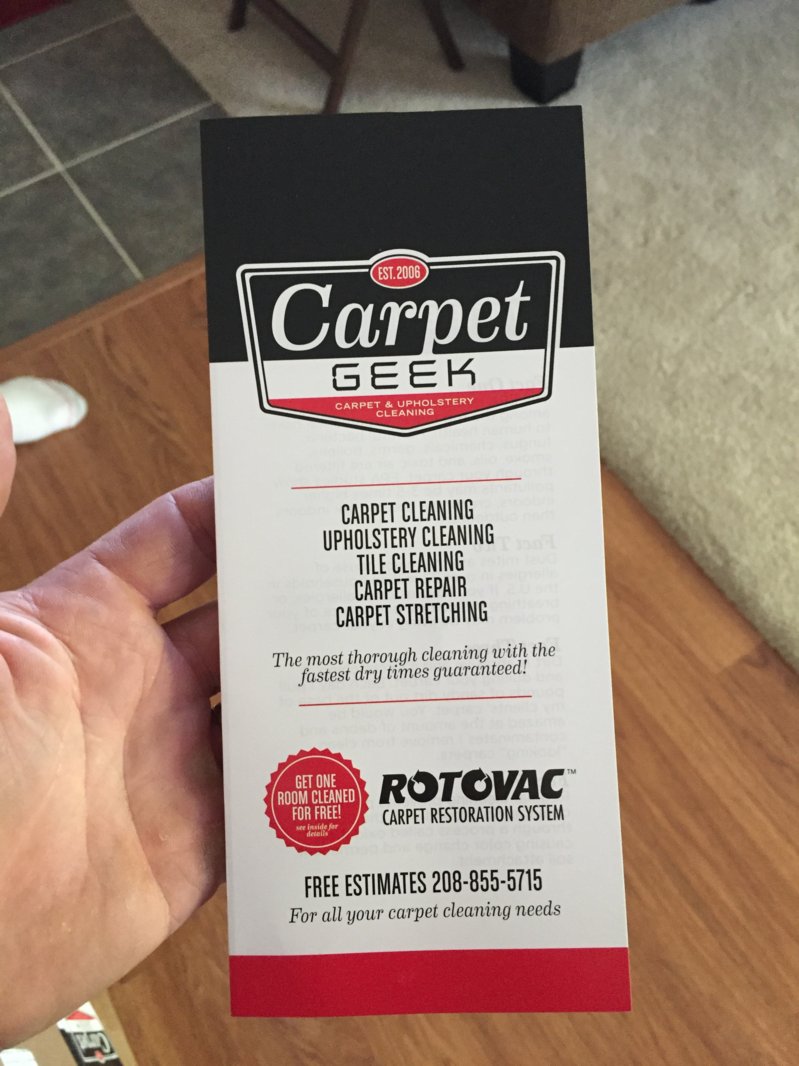 EST. 2006
Carpet
GEEK
CARPET & UPHOLSTERY
CLEANING
CARPET CLEANING
UPHOLSTERY CLEANING
TILE CLEANING
CARPET REPAIR
CARPET STRETCHING
The most thorough cleaning with the
fastest dry times guaranteed!
GET ONE
ROOM CLEANED
FOR FREE!
see inside for
details
ROTOVAC™
CARPET RESTORATION SYSTEM
FREE ESTIMATES 208-855-5715
For all your carpet cleaning needs
Carpet